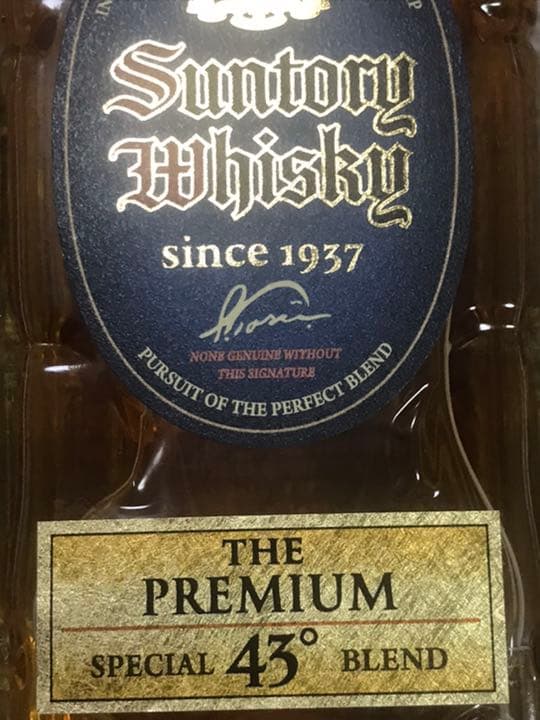 Suntory
Whisky
since 1937
NONE GENUINE WITHOUT
THIS SIGNATURE
PURSUIT OF THE PERFECT BLEND
THE
PREMIUM
SPECIAL 43° BLEND